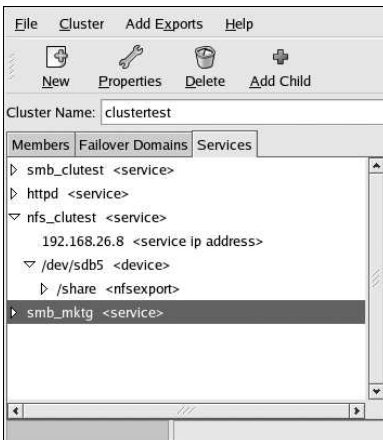 File Cluster Add Exports Help
New Properties Delete Add Child
Cluster Name: clustertest
Members Failover Domains Services
smb_clutest <service>
httpd <service>
nfs_clutest <service>
192.168.26.8 <service ip address>
/dev/sdb5 <device>
/share <nfsexport>
smb_mktg <service>